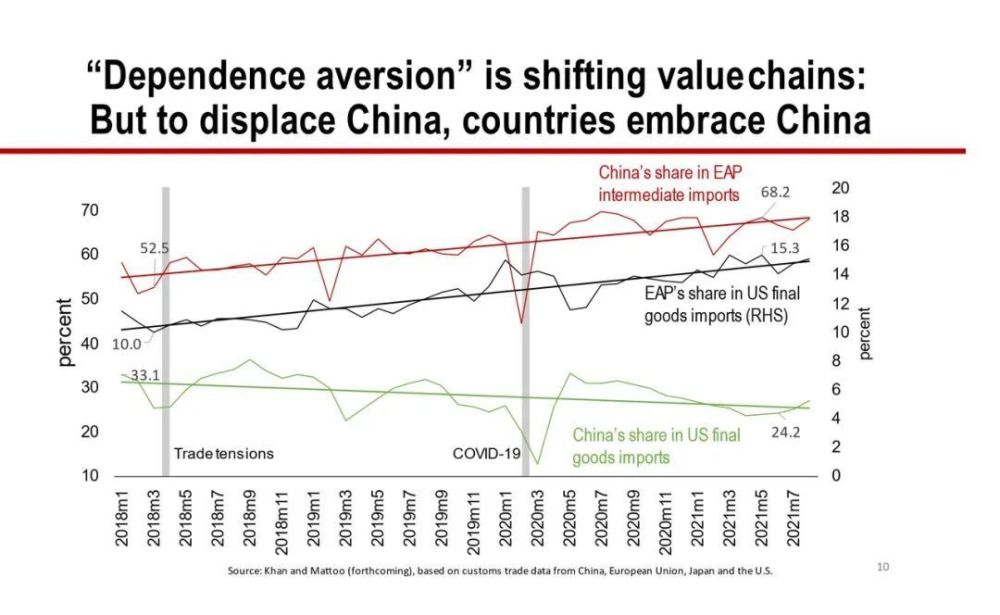 “Dependence aversion” is shifting value chains:
But to displace China, countries embrace China
China’s share in EAP
intermediate imports
68.2
20
70
18
52.5
60
16
15.3
14
50
EAP’s share in US final
goods imports (RHS)
12
percent
10.0
40
10
percent
8
33.1
30
6
4
20
China’s share in US final
goods imports
24.2
Trade tensions
COVID-19
2
10
0
2018m1
2018m3
2018m5
2018m7
2018m9
2018m11
2019m1
2019m3
2019m5
2019m7
2019m9
2019m11
2020m1
2020m3
2020m5
2020m7
2020m9
2020m11
2021m1
2021m3
2021m5
2021m7
Source: Khan and Mattoo (forthcoming), based on customs trade data from China, European Union, Japan and the U.S.
10